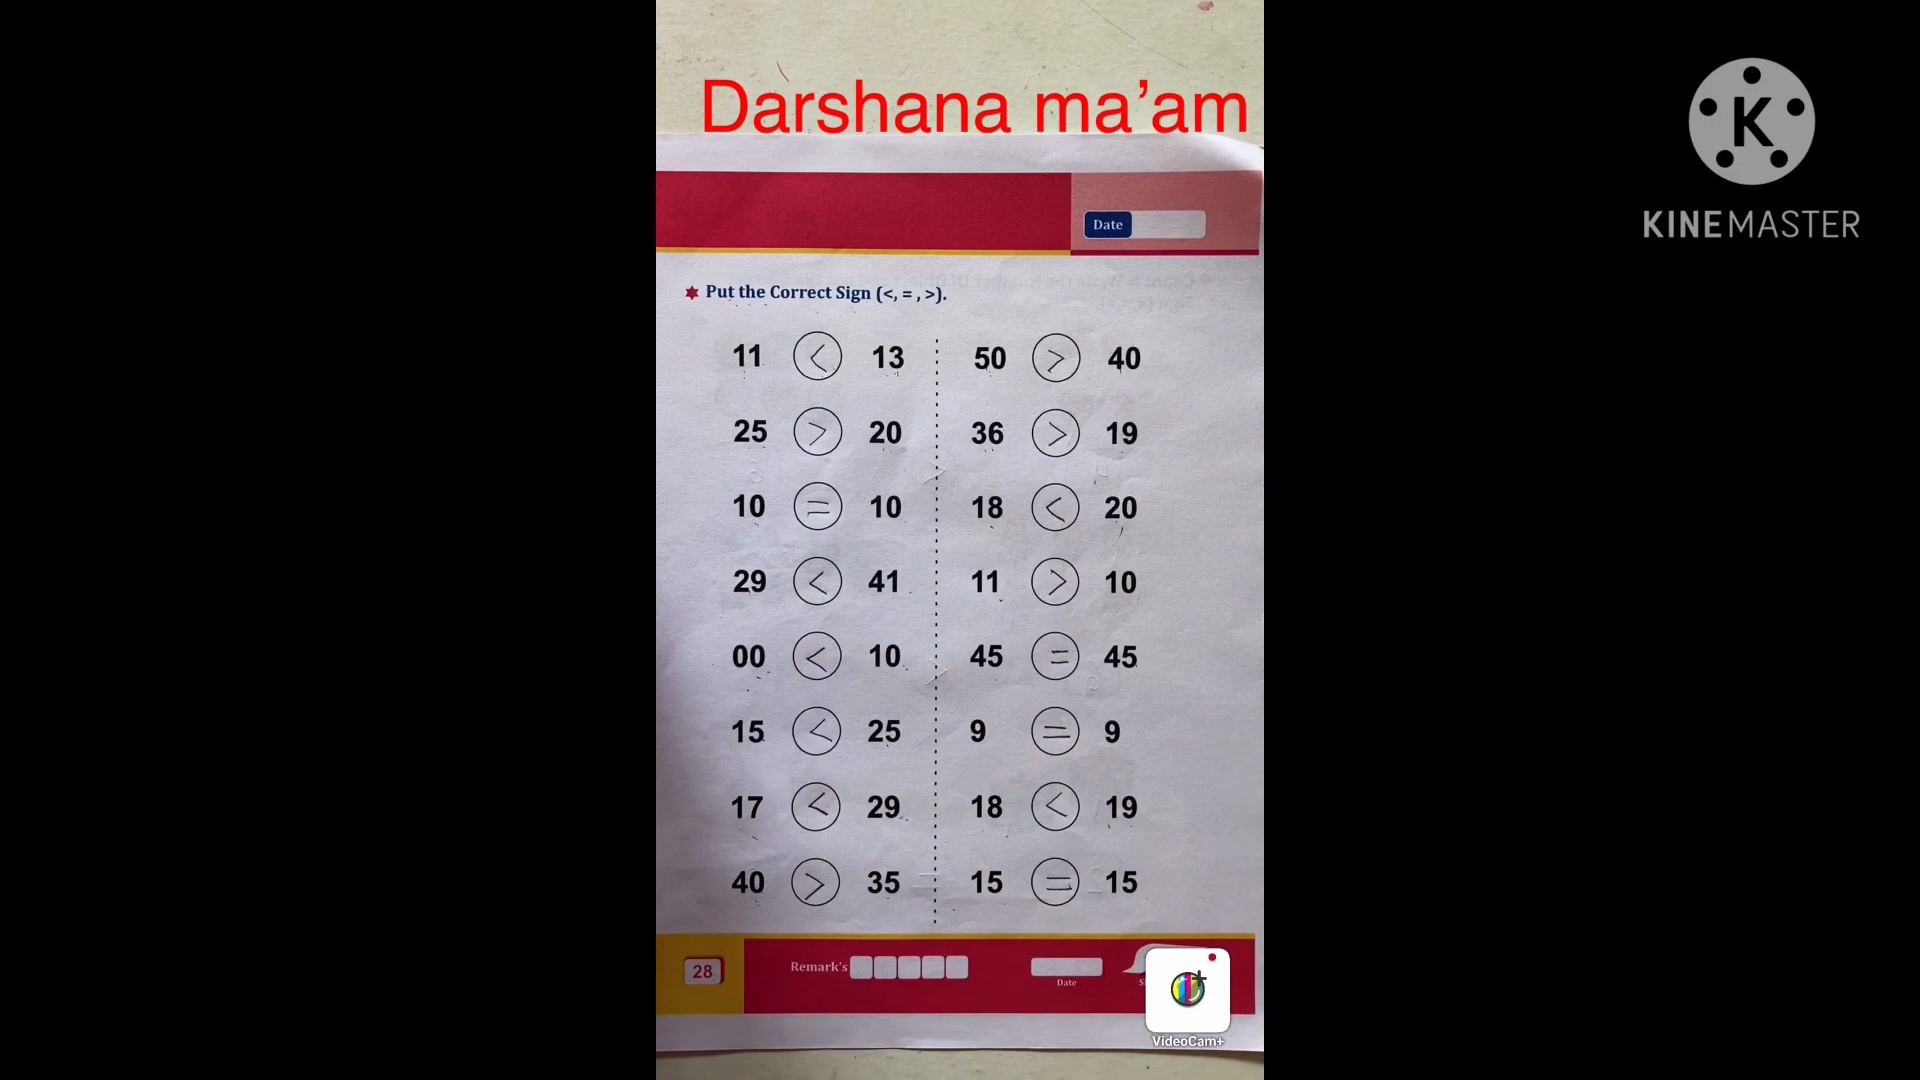 Darshana ma’am
K
KINEMASTER
Date
Put the Correct Sign (<, = , >).
11 < 13 50 > 40
25 > 20 36 > 19
10 = 10 18 < 20
29 < 41 11 > 10
00 < 10 45 = 45
15 < 25 9 = 9
17 < 29 18 < 19
40 > 35 15 = 15
28
Remark's
Date
VideoCam+